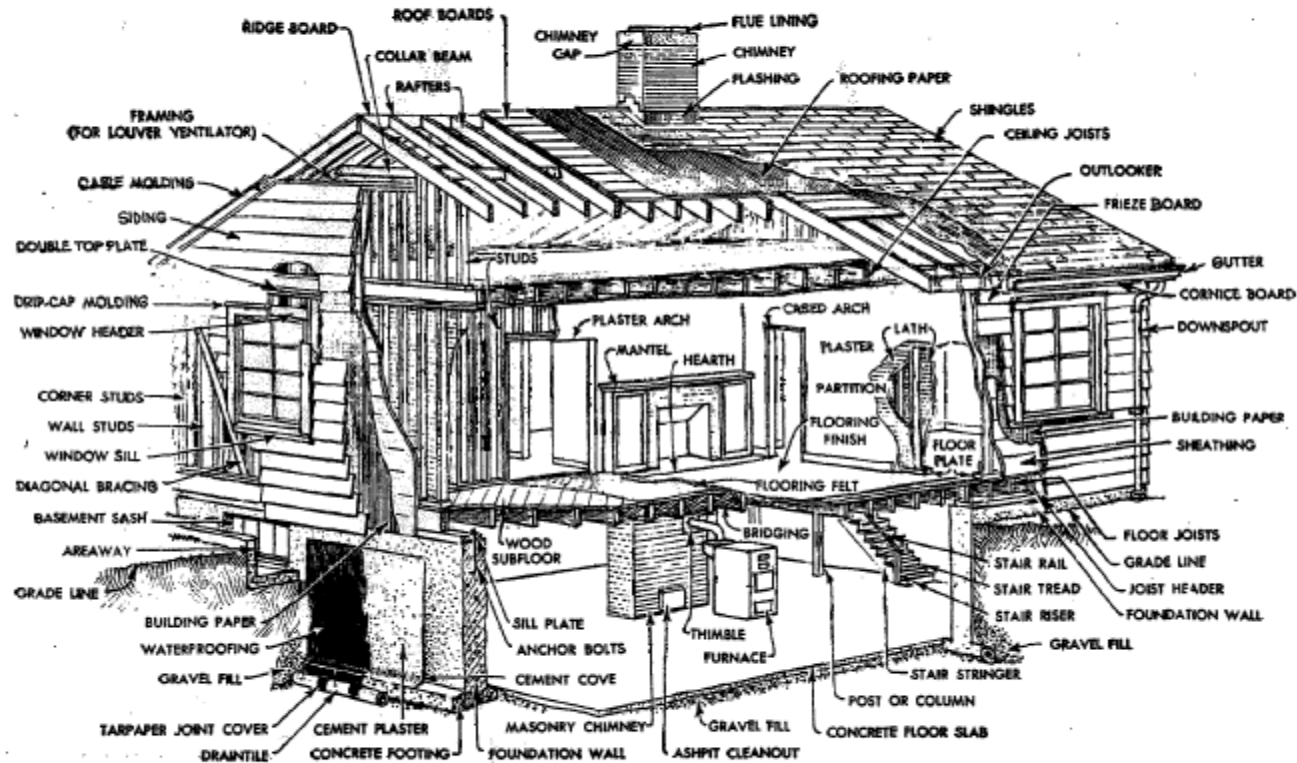 ROOF BOARDS
RIDGE BOARD
COLLAR BEAM
RAFTERS
FRAMING
(FOR LOUVER VENTILATOR)
CHIMNEY
CAP
FLUE LINING
CHIMNEY
FLASHING
ROOFING PAPER
SHINGLES
CEILING JOISTS
OUTLOOKER
FRIEZE BOARD
GUTTER
CORNICE BOARD
DOWNSPOUT
GABLE MOLDING
SIDING
DOUBLE TOP PLATE
DRIP-CAP MOLDING
WINDOW HEADER
CORNER STUDS
WALL STUDS
WINDOW SILL
DIAGONAL BRACING
BASEMENT SASH
AREAWAY
GRADE LINE
STUDS
PLASTER ARCH
MANTEL
HEARTH
CASED ARCH
LATH
PLASTER
PARTITION
FLOORING
FINISH
FLOOR
PLATE
FLOORING FELT
BUILDING PAPER
SHEATHING
WOOD
SUBFLOOR
BRIDGING
STAIR RAIL
STAIR TREAD
STAIR RISER
FLOOR JOISTS
GRADE LINE
JOIST HEADER
FOUNDATION WALL
GRAVEL FILL
BUILDING PAPER
WATERPROOFING
GRAVEL FILL
SILL PLATE
ANCHOR BOLTS
CEMENT COVE
THIMBLE
FURNACE
STAIR STRINGER
POST OR COLUMN
TARPAPER JOINT COVER
DRAINTILE
CEMENT PLASTER
CONCRETE FOOTING
MASONRY CHIMNEY
FOUNDATION WALL
GRAVEL FILL
ASHPIT CLEANOUT
CONCRETE FLOOR SLAB